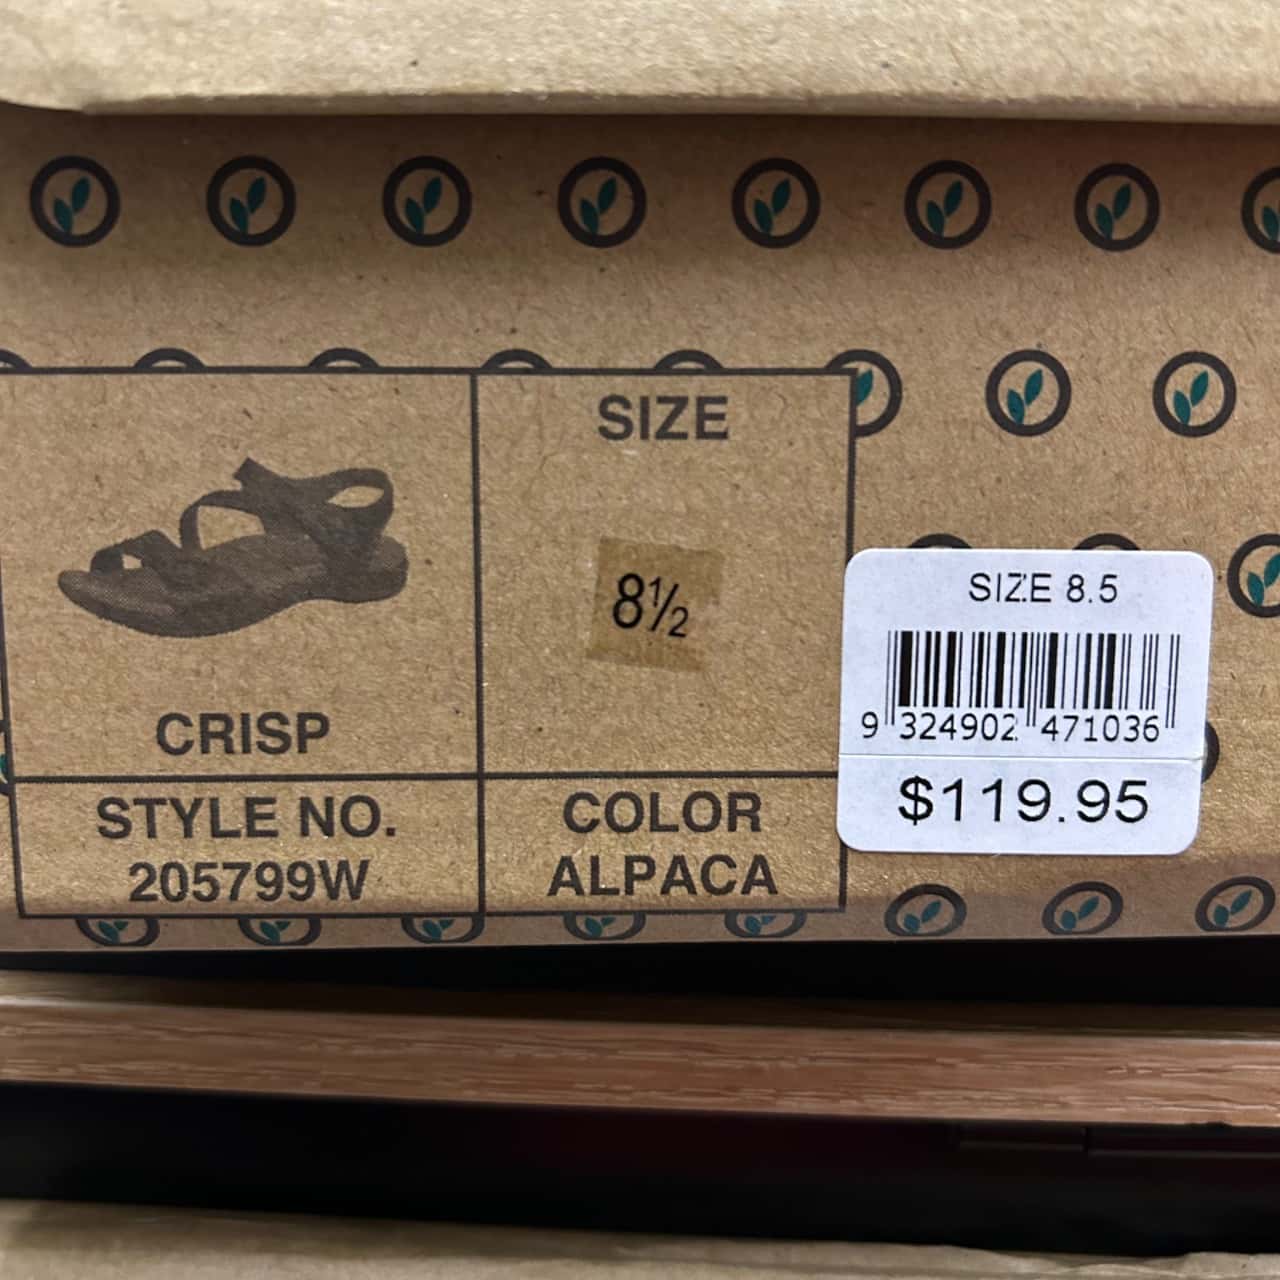 SIZE
8½
CRISP
STYLE NO.
205799W
COLOR
ALPACA
SIZE 8.5
9 324902 471036
$119.95